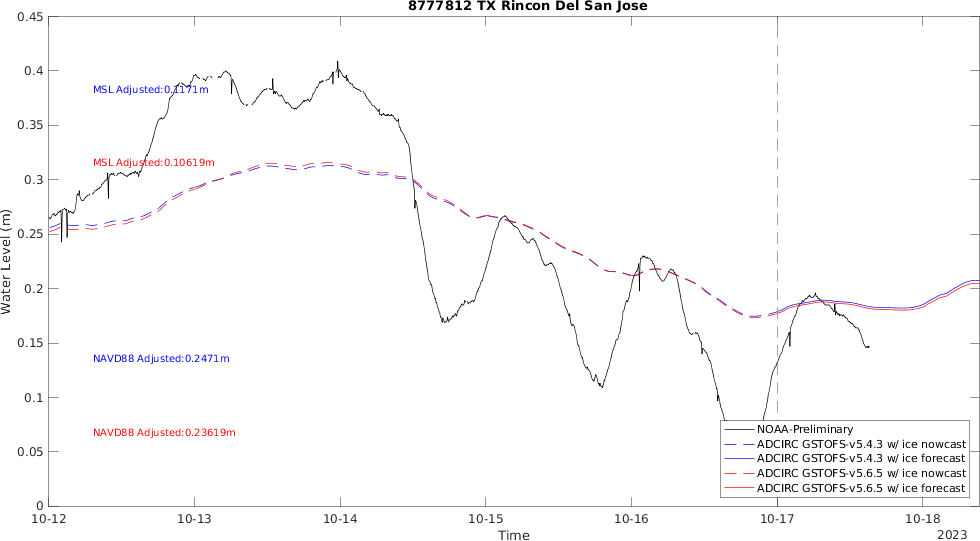 8777812 TX Rincon Del San Jose
0.45
0.4
0.35
0.3
0.25
0.2
0.15
0.1
0.05
0
Water Level (m)
MSL Adjusted:0.1171m
MSL Adjusted:0.10619m
NAVD88 Adjusted:0.2471m
NAVD88 Adjusted:0.23619m
NOAA-Preliminary
ADCIRC GSTOFS-v5.4.3 w/ ice nowcast
ADCIRC GSTOFS-v5.4.3 w/ ice forecast
ADCIRC GSTOFS-v5.6.5 w/ ice nowcast
ADCIRC GSTOFS-v5.6.5 w/ ice forecast
10-12 10-13 10-14 10-15 10-16 10-17 10-18
Time
2023